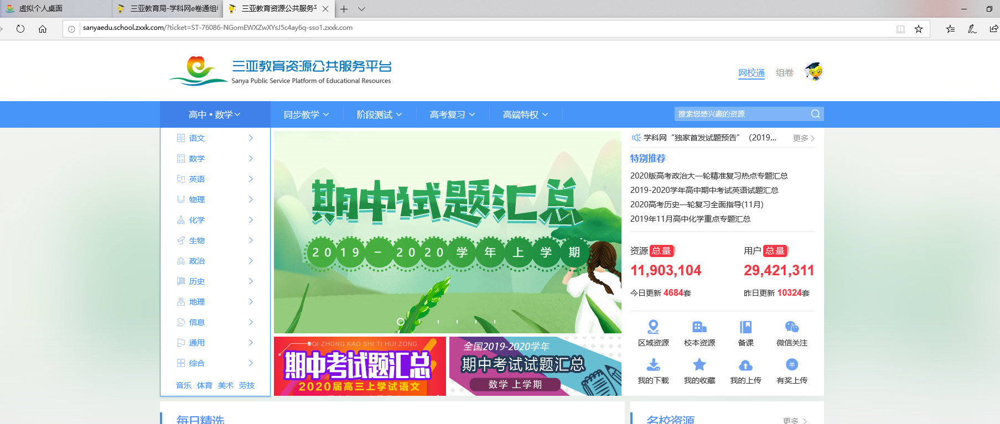 虚拟个人桌面
三亚教育局-学科网e卷通组卷
三亚教育资源公共服务平
sanyaedu.school.zxxk.com/?ticket=ST-76086-NGomEWXZwXYsJ5c4ay6q-sso1.zxxk.com
三亚教育资源公共服务平台
Sanya Public Service Platform of Educational Resources
网校通 组卷
高中·数学 同步教学 阶段测试 高考复习 高端特权 搜索您感兴趣的资源
语文
数学
英语
物理
化学
生物
政治
历史
地理
信息
通用
综合
音乐 体育 美术 劳技
期中试题汇总
2019-2020学年上学期
QI ZHONG KAO SHI TI HUI ZONG
期中考试题汇总
2020届高三上学试语文
全国2019-2020学年
期中考试试题汇总
数学 上学期
学科网“独家首发试题预告”（2019... 更多
特别推荐
2020版高考政治大一轮精准复习热点专题汇总
2019-2020学年高中期中考试英语试题汇总
2020高考历史一轮复习全面指导(11月)
2019年11月高中化学重点专题汇总
资源 总量 用户 总量
11,903,104 29,421,311
今日更新 4684套 昨日更新 10324套
区域资源 校本资源 备课 微信关注
我的下载 我的收藏 我的上传 有奖上传
每日精选
名校资源 更多